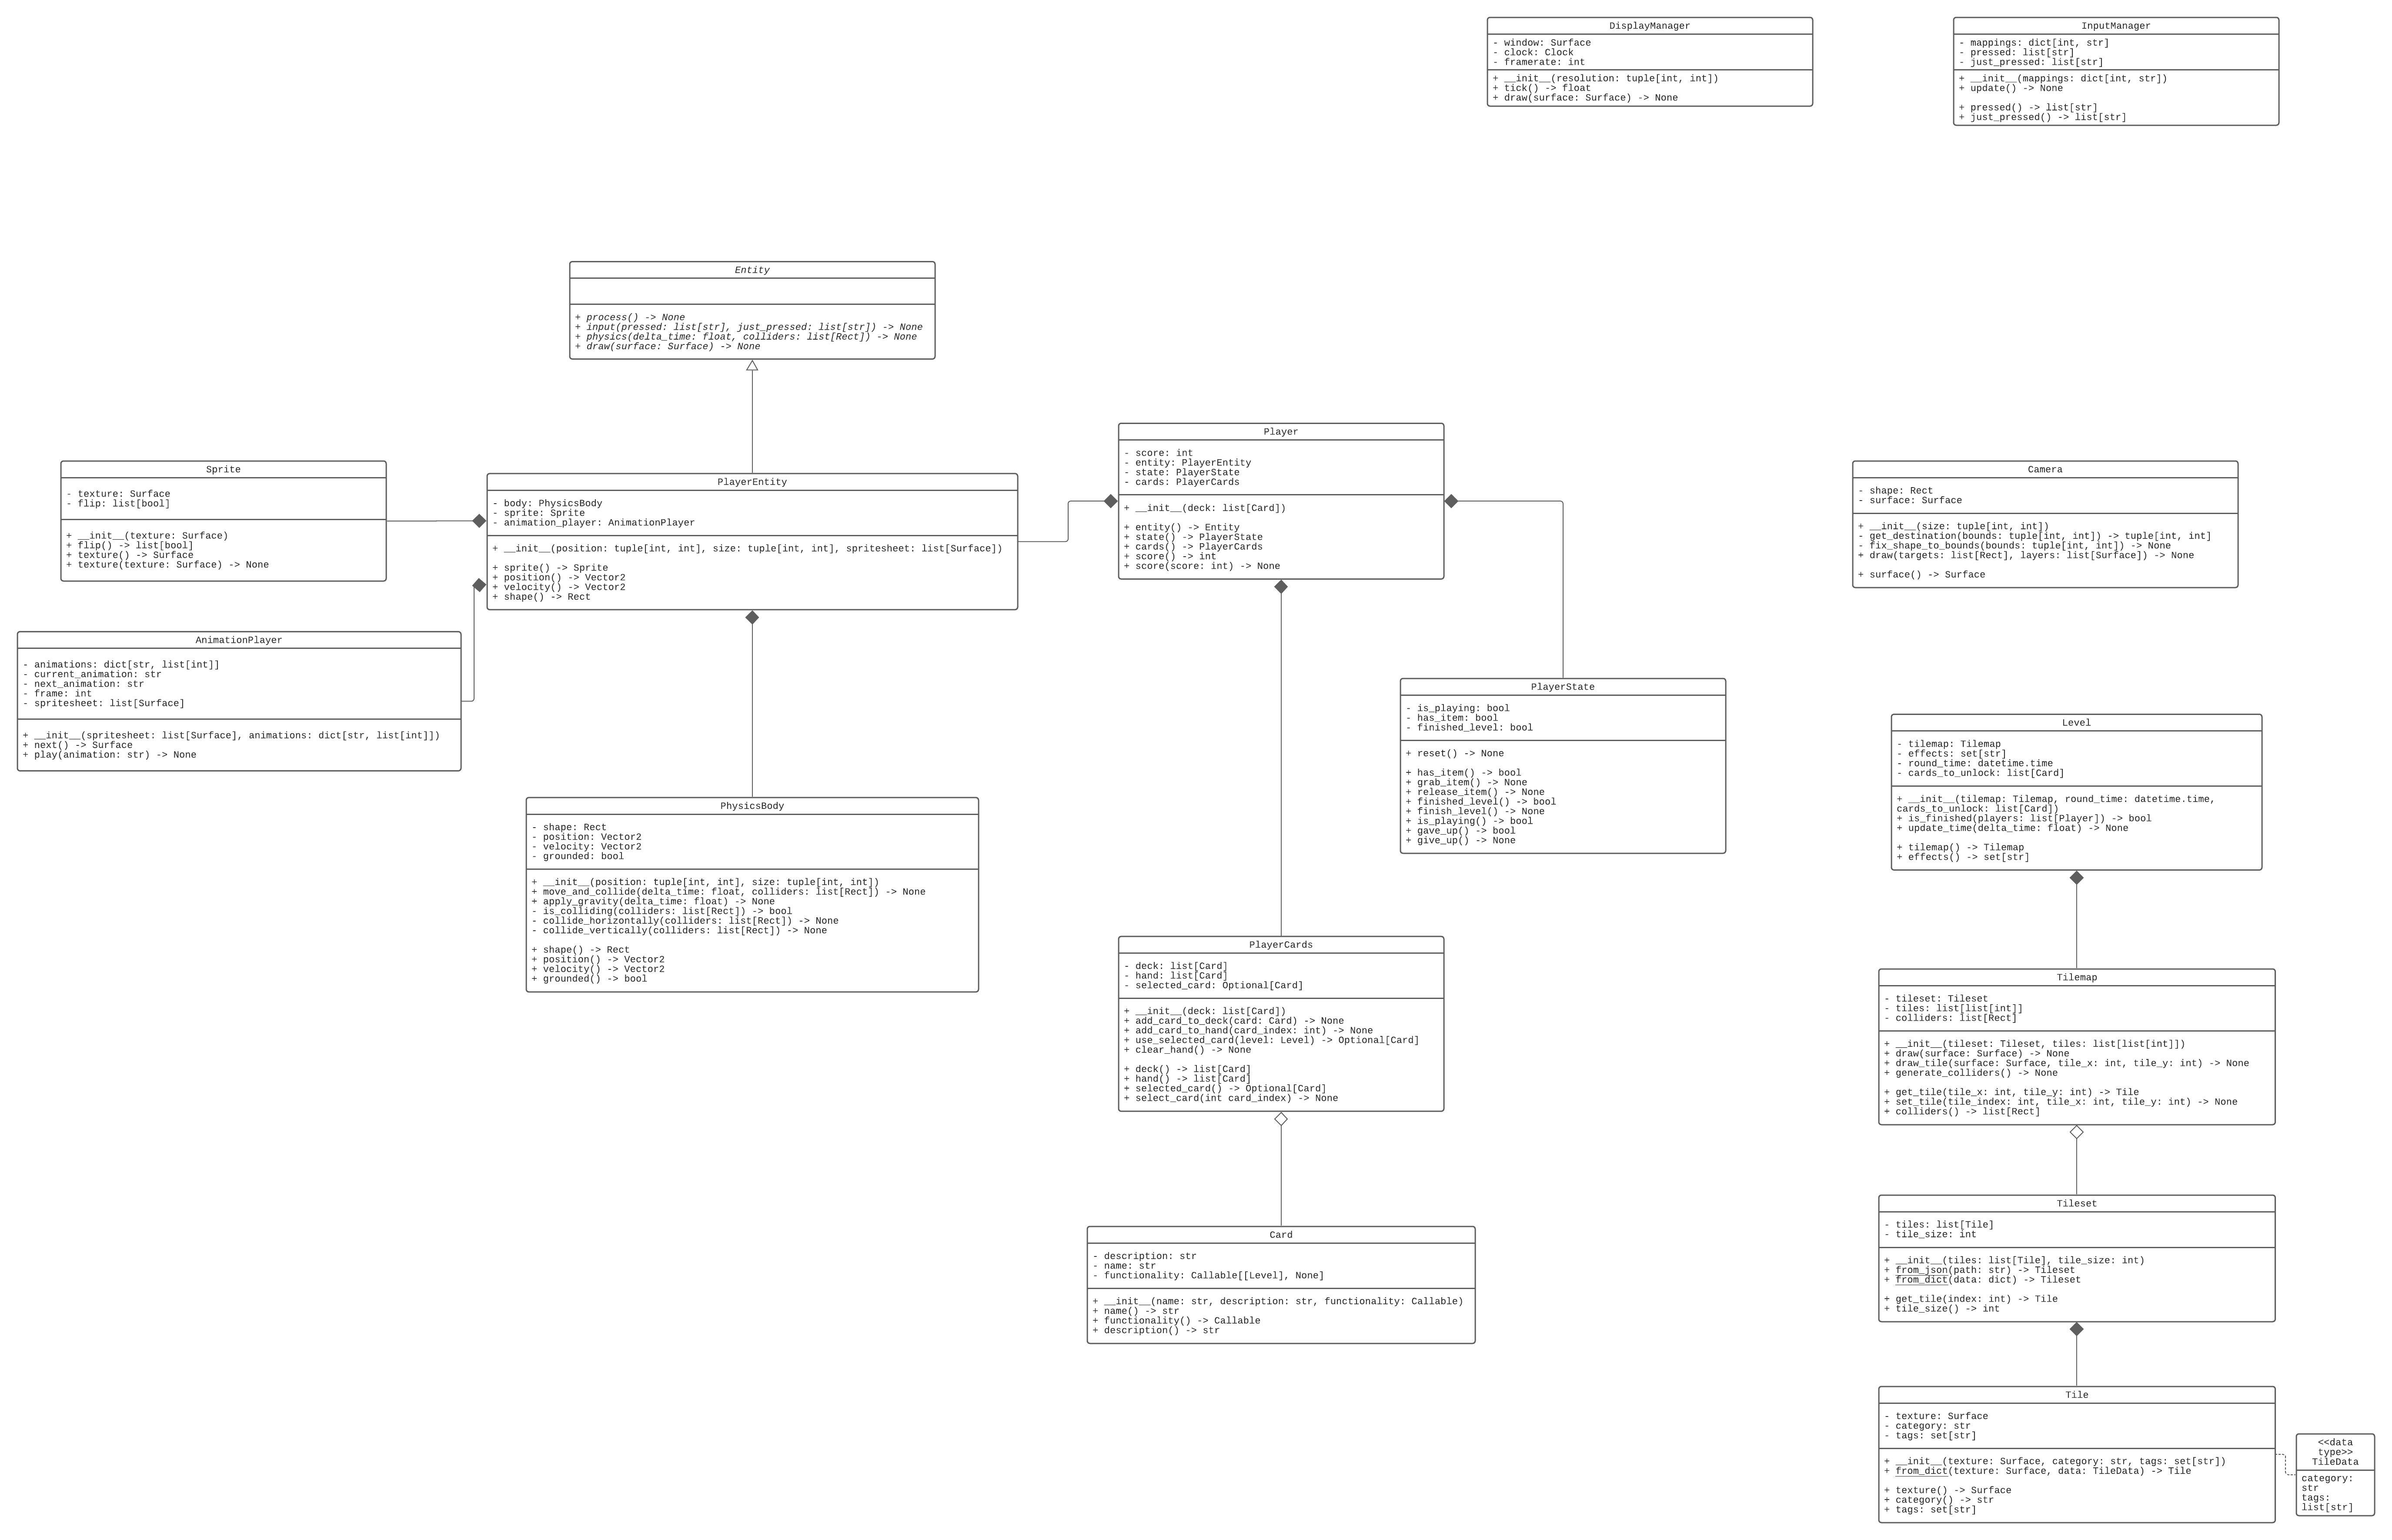 DisplayManager
- window: Surface
- clock: Clock
- framerate: int
+ __init__(resolution: tuple[int, int])
+ tick() -> float
+ draw(surface: Surface) -> None
InputManager
- mappings: dict[int, str]
- pressed: list[str]
- just_pressed: list[str]
+ __init__(mappings: dict[int, str])
+ update() -> None
+ pressed() -> list[str]
+ just_pressed() -> list[str]
Entity
+ process() -> None
+ input(pressed: list[str], just_pressed: list[str]) -> None
+ physics(delta_time: float, colliders: list[Rect]) -> None
+ draw(surface: Surface) -> None
Sprite
- texture: Surface
- flip: list[bool]
+ __init__(texture: Surface)
+ flip() -> list[bool]
+ texture() -> Surface
+ texture(texture: Surface) -> None
PlayerEntity
- body: PhysicsBody
- sprite: Sprite
- animation_player: AnimationPlayer
+ __init__(position: tuple[int, int], size: tuple[int, int], spritesheet: list[Surface])
+ sprite() -> Sprite
+ position() -> Vector2
+ velocity() -> Vector2
+ shape() -> Rect
Player
- score: int
- entity: PlayerEntity
- state: PlayerState
- cards: PlayerCards
+ __init__(deck: list[Card])
+ entity() -> Entity
+ state() -> PlayerState
+ cards() -> PlayerCards
+ score() -> int
+ score(score: int) -> None
Camera
- shape: Rect
- surface: Surface
+ __init__(size: tuple[int, int])
- get_destination(bounds: tuple[int, int]) -> tuple[int, int]
- fix_shape_to_bounds(bounds: tuple[int, int]) -> None
+ draw(targets: list[Rect], layers: list[Surface]) -> None
+ surface() -> Surface
AnimationPlayer
- animations: dict[str, list[int]]
- current_animation: str
- next_animation: str
- frame: int
- spritesheet: list[Surface]
+ __init__(spritesheet: list[Surface], animations: dict[str, list[int]])
+ next() -> Surface
+ play(animation: str) -> None
PlayerState
- is_playing: bool
- has_item: bool
- finished_level: bool
+ reset() -> None
+ has_item() -> bool
+ grab_item() -> None
+ release_item() -> None
+ finished_level() -> bool
+ finish_level() -> None
+ is_playing() -> bool
+ gave_up() -> bool
+ give_up() -> None
Level
- tilemap: Tilemap
- effects: set[str]
- round_time: datetime.time
- cards_to_unlock: list[Card]
+ __init__(tilemap: Tilemap, round_time: datetime.time,
cards_to_unlock: list[Card])
+ is_finished(players: list[Player]) -> bool
+ update_time(delta_time: float) -> None
+ tilemap() -> Tilemap
+ effects() -> set[str]
PhysicsBody
- shape: Rect
- position: Vector2
- velocity: Vector2
- grounded: bool
+ __init__(position: tuple[int, int], size: tuple[int, int])
+ move_and_collide(delta_time: float, colliders: list[Rect]) -> None
+ apply_gravity(delta_time: float) -> None
- is_colliding(colliders: list[Rect]) -> bool
- collide_horizontally(colliders: list[Rect]) -> None
- collide_vertically(colliders: list[Rect]) -> None
+ shape() -> Rect
+ position() -> Vector2
+ velocity() -> Vector2
+ grounded() -> bool
PlayerCards
- deck: list[Card]
- hand: list[Card]
- selected_card: Optional[Card]
+ __init__(deck: list[Card])
+ add_card_to_deck(card: Card) -> None
+ add_card_to_hand(card_index: int) -> None
+ use_selected_card(level: Level) -> Optional[Card]
+ clear_hand() -> None
+ deck() -> list[Card]
+ hand() -> list[Card]
+ selected_card() -> Optional[Card]
+ select_card(int card_index) -> None
Tilemap
- tileset: Tileset
- tiles: list[list[int]]
- colliders: list[Rect]
+ __init__(tileset: Tileset, tiles: list[list[int]])
+ draw(surface: Surface) -> None
+ draw_tile(surface: Surface, tile_x: int, tile_y: int) -> None
+ generate_colliders() -> None
+ get_tile(tile_x: int, tile_y: int) -> Tile
+ set_tile(tile_index: int, tile_x: int, tile_y: int) -> None
+ colliders() -> list[Rect]
Card
- description: str
- name: str
- functionality: Callable[[Level], None]
+ __init__(name: str, description: str, functionality: Callable)
+ name() -> str
+ functionality() -> Callable
+ description() -> str
Tileset
- tiles: list[Tile]
- tile_size: int
+ __init__(tiles: list[Tile], tile_size: int)
+ from_json(path: str) -> Tileset
+ from_dict(data: dict) -> Tileset
+ get_tile(index: int) -> Tile
+ tile_size() -> int
Tile
- texture: Surface
- category: str
- tags: set[str]
+ __init__(texture: Surface, category: str, tags: set[str])
+ from_dict(texture: Surface, data: TileData) -> Tile
+ texture() -> Surface
+ category() -> str
+ tags: set[str]
<<data
type>>
TileData
category:
str
tags:
list[str]